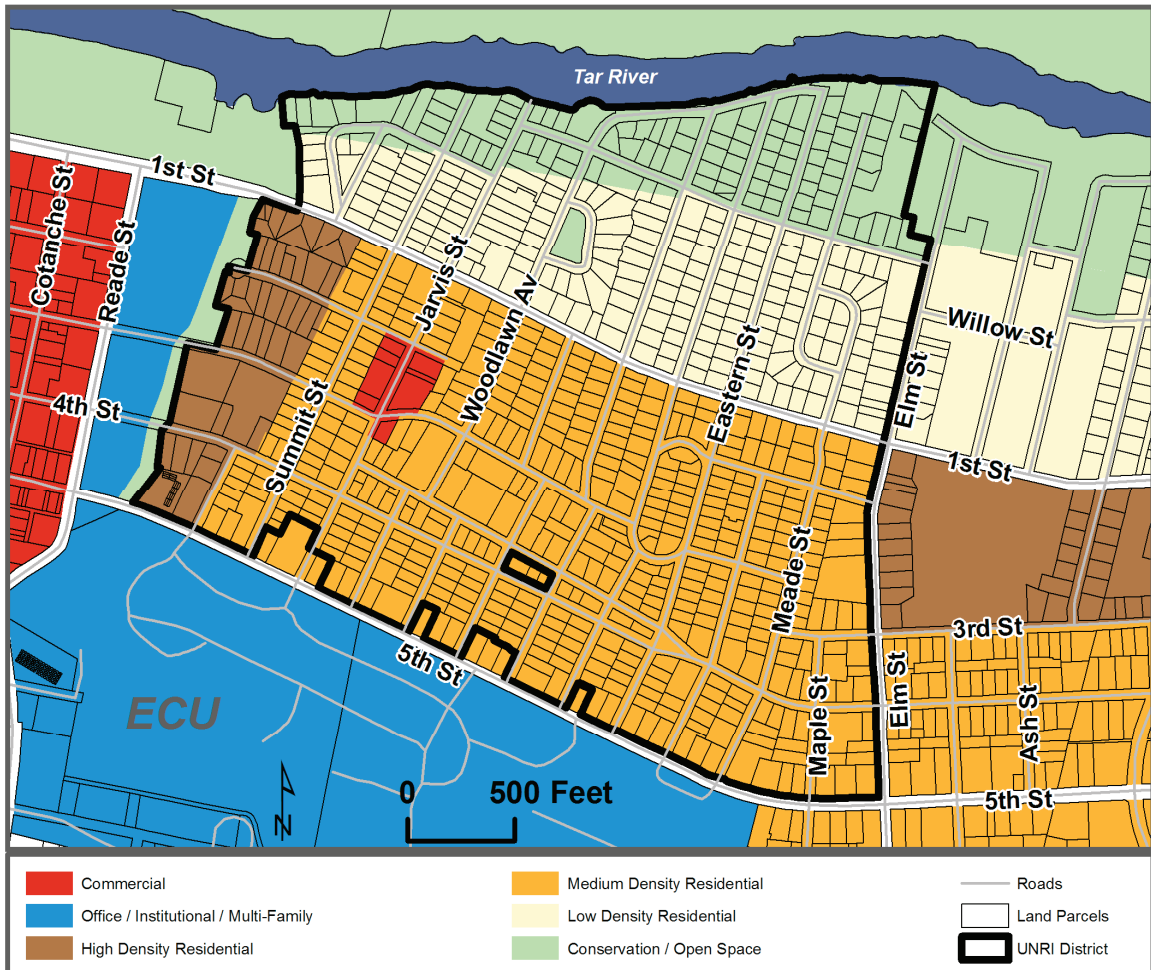 Tar River
1st St
Cotanche St
Reade St
Jarvis St
Woodlawn Av
Willow St
Elm St
Eastern St
4th St
Summit St
1st St
Meade St
3rd St
5th St
Elm St
Maple St
Ash St
ECU
0 500 Feet
5th St
N
Commercial
Office / Institutional / Multi-Family
High Density Residential
Medium Density Residential
Low Density Residential
Conservation / Open Space
Roads
Land Parcels
UNRI District